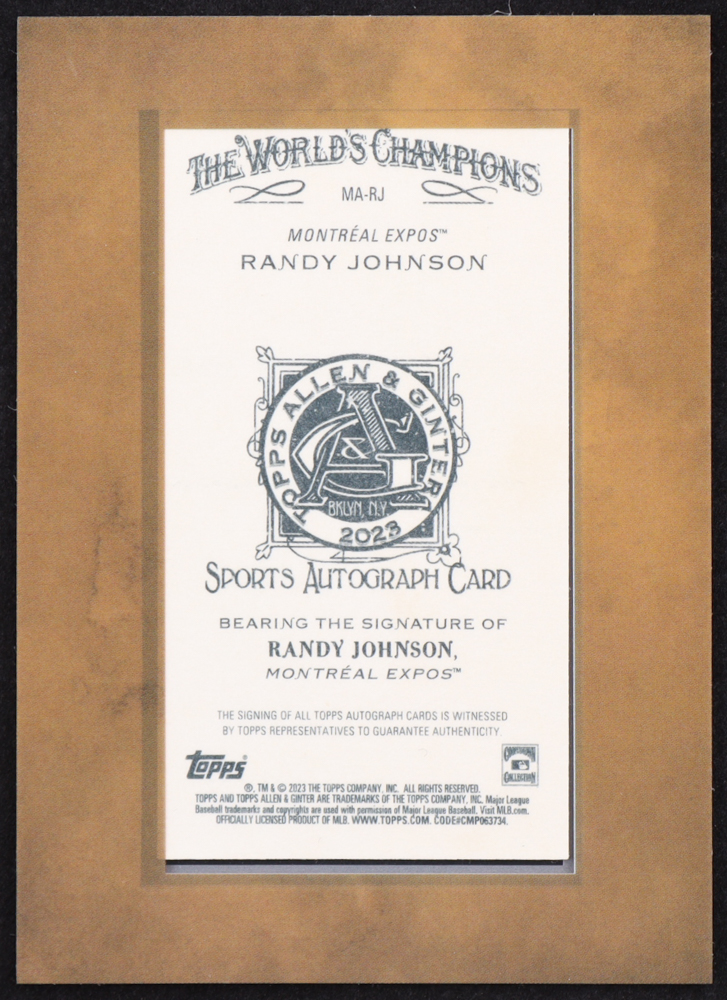 THE WORLD'S CHAMPIONS
MA-RJ
MONTRÉAL EXPOS™
RANDY JOHNSON
TOPPS ALLEN & GINTER
A&G
BKLYN, N.Y.
2023
SPORTS AUTOGRAPH CARD
BEARING THE SIGNATURE OF
RANDY JOHNSON,
MONTRÉAL EXPOS™
THE SIGNING OF ALL TOPPS AUTOGRAPH CARDS IS WITNESSED
BY TOPPS REPRESENTATIVES TO GUARANTEE AUTHENTICITY.
Topps®
COOPERSTOWN
COLLECTION
®, TM & © 2023 THE TOPPS COMPANY, INC. ALL RIGHTS RESERVED.
TOPPS AND TOPPS ALLEN & GINTER ARE TRADEMARKS OF THE TOPPS COMPANY, INC. Major League
Baseball trademarks and copyrights are used with permission of Major League Baseball. Visit MLB.com.
OFFICIALLY LICENSED PRODUCT OF MLB. WWW.TOPPS.COM. CODE#CMP063734.